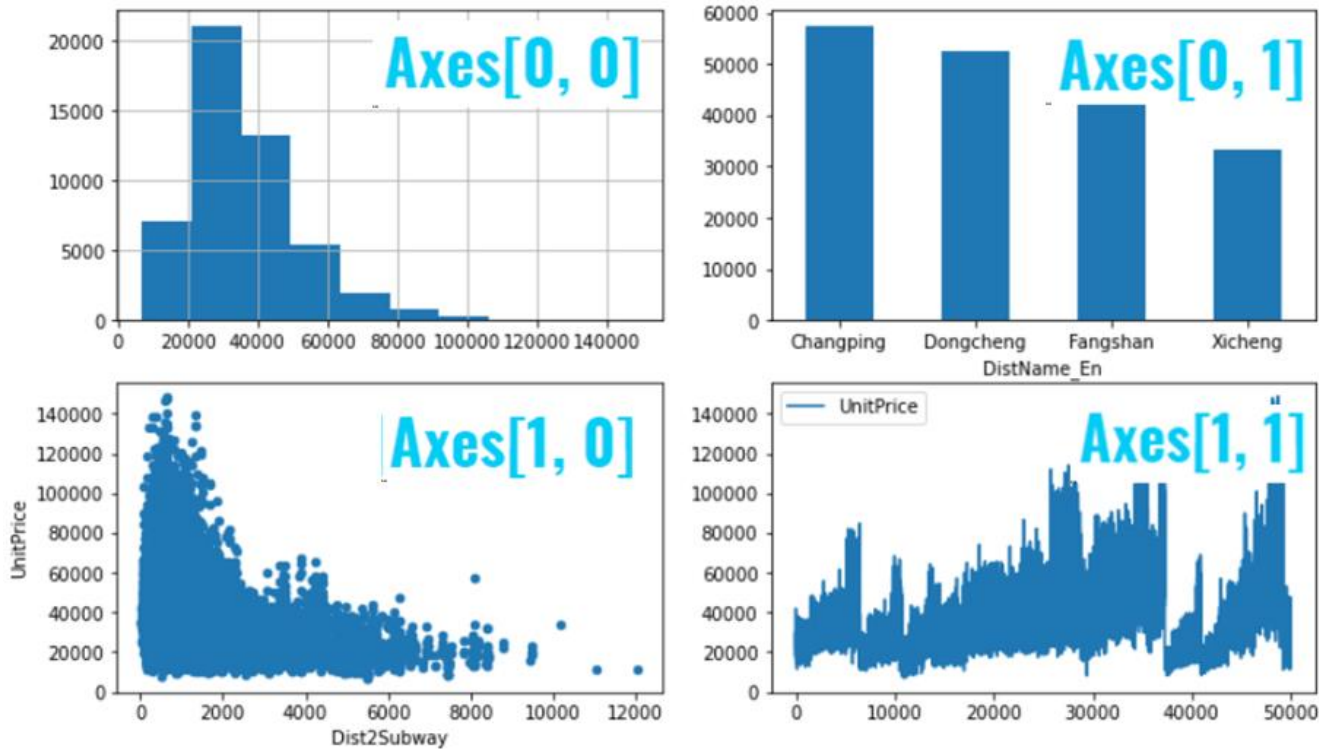 20000
15000
10000
5000
0
0 20000 40000 60000 80000 100000 120000 140000
Axes[0, 0]
60000
50000
40000
30000
20000
10000
0
Changping Dongcheng Fangshan Xicheng
DistName_En
Axes[0, 1]
140000
120000
100000
80000
60000
40000
20000
0
UnitPrice
0 2000 4000 6000 8000 10000 12000
Dist2Subway
Axes[1, 0]
140000
120000
100000
80000
60000
40000
20000
0
UnitPrice
0 10000 20000 30000 40000 50000
Axes[1, 1]